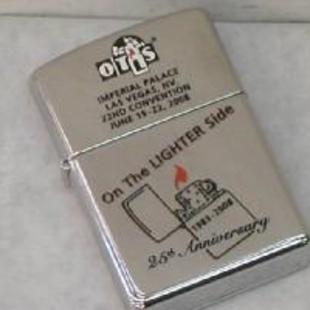 OTLS
IMPERIAL PALACE
LAS VEGAS, NV
22ND CONVENTION
JUNE 19-22, 2008
On The LIGHTER Side
1983-2008
25th Anniversary